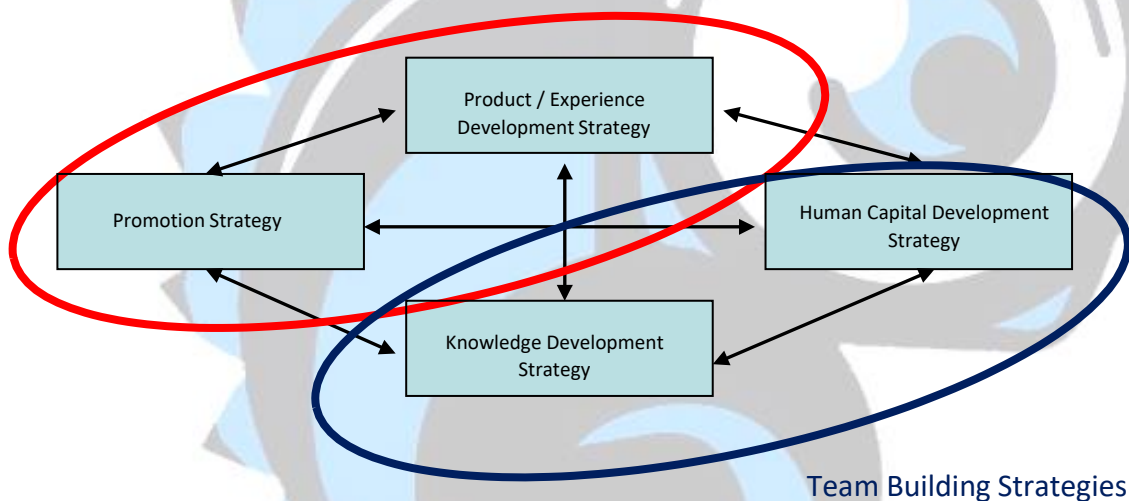 Product / Experience
Development Strategy
Promotion Strategy
Human Capital Development
Strategy
Knowledge Development
Strategy
Team Building Strategies